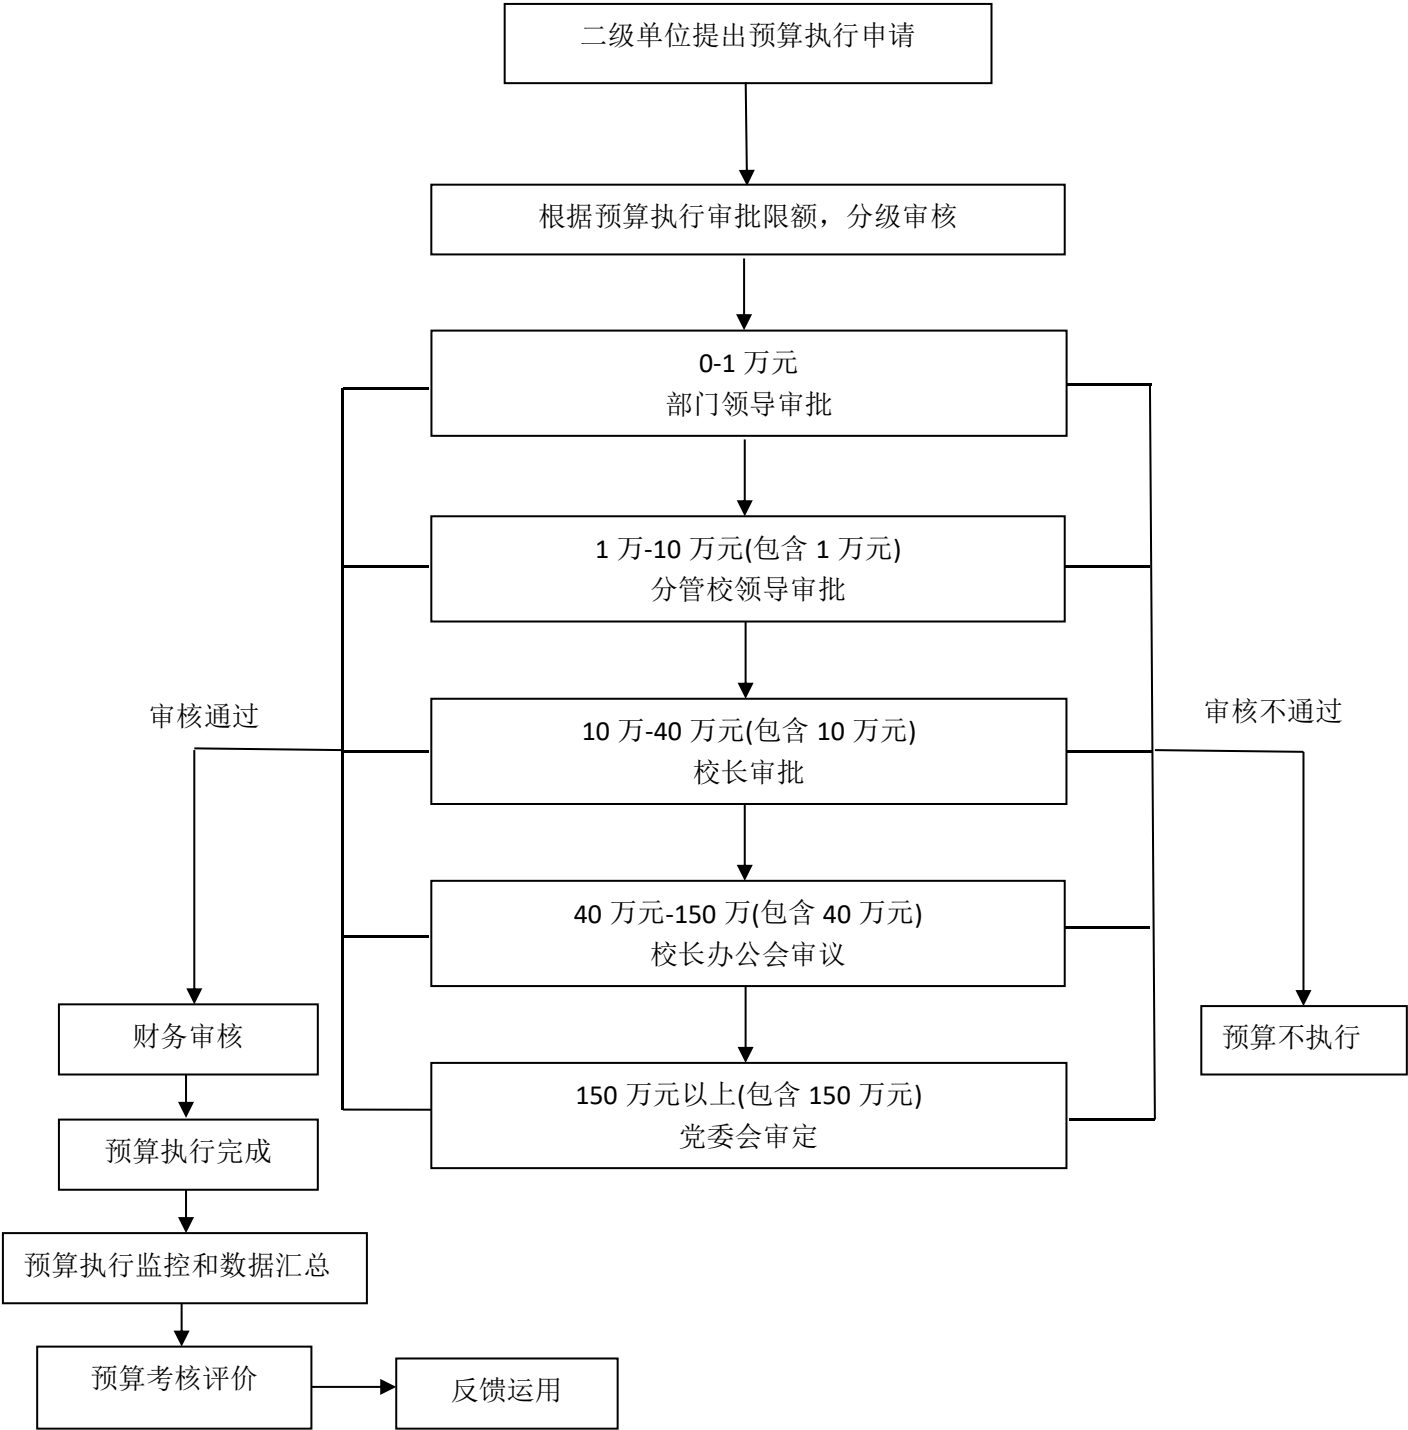 二级单位提出预算执行申请
根据预算执行审批限额，分级审核
0-1 万元
部门领导审批
1 万-10 万元(包含 1 万元)
分管校领导审批
审核通过
10 万-40 万元(包含 10 万元)
校长审批
审核不通过
40 万元-150 万(包含 40 万元)
校长办公会审议
财务审核
预算不执行
150 万元以上(包含 150 万元)
党委会审定
预算执行完成
预算执行监控和数据汇总
预算考核评价
反馈运用